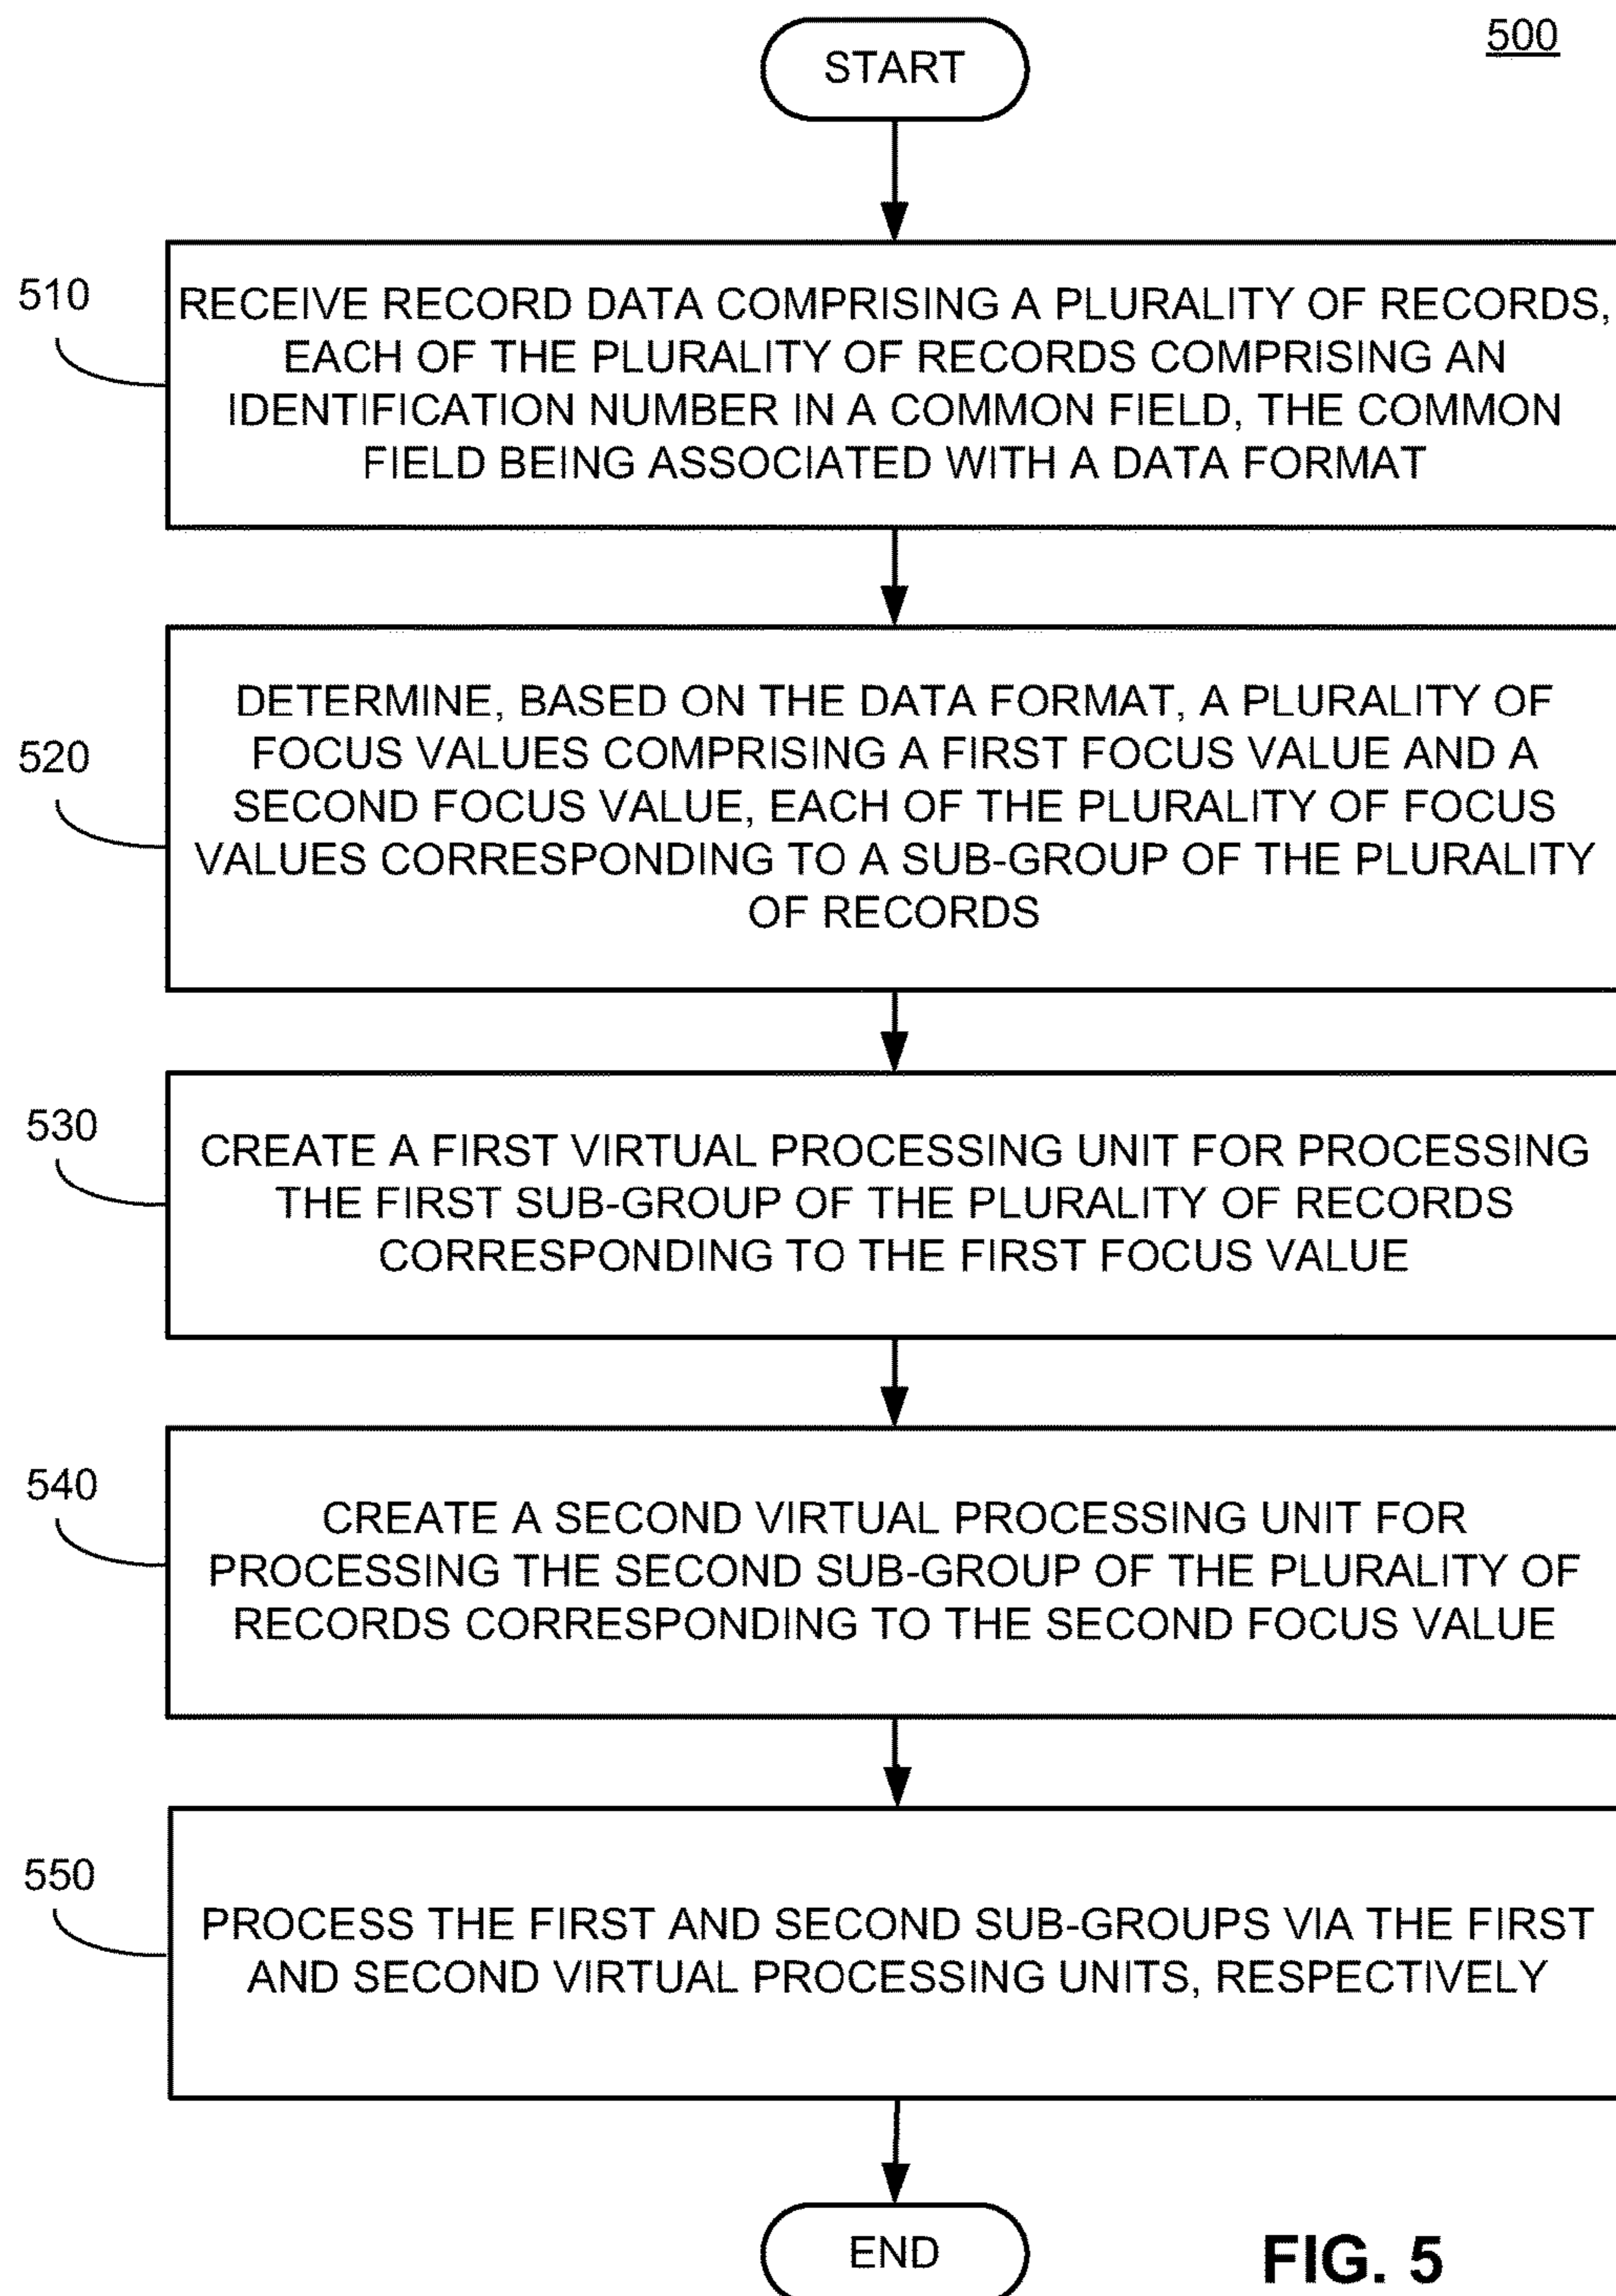 500
START
510
RECEIVE RECORD DATA COMPRISING A PLURALITY OF RECORDS,
EACH OF THE PLURALITY OF RECORDS COMPRISING AN
IDENTIFICATION NUMBER IN A COMMON FIELD, THE COMMON
FIELD BEING ASSOCIATED WITH A DATA FORMAT
520
DETERMINE, BASED ON THE DATA FORMAT, A PLURALITY OF
FOCUS VALUES COMPRISING A FIRST FOCUS VALUE AND A
SECOND FOCUS VALUE, EACH OF THE PLURALITY OF FOCUS
VALUES CORRESPONDING TO A SUB-GROUP OF THE PLURALITY
OF RECORDS
530
CREATE A FIRST VIRTUAL PROCESSING UNIT FOR PROCESSING
THE FIRST SUB-GROUP OF THE PLURALITY OF RECORDS
CORRESPONDING TO THE FIRST FOCUS VALUE
540
CREATE A SECOND VIRTUAL PROCESSING UNIT FOR
PROCESSING THE SECOND SUB-GROUP OF THE PLURALITY OF
RECORDS CORRESPONDING TO THE SECOND FOCUS VALUE
550
PROCESS THE FIRST AND SECOND SUB-GROUPS VIA THE FIRST
AND SECOND VIRTUAL PROCESSING UNITS, RESPECTIVELY
END
FIG. 5